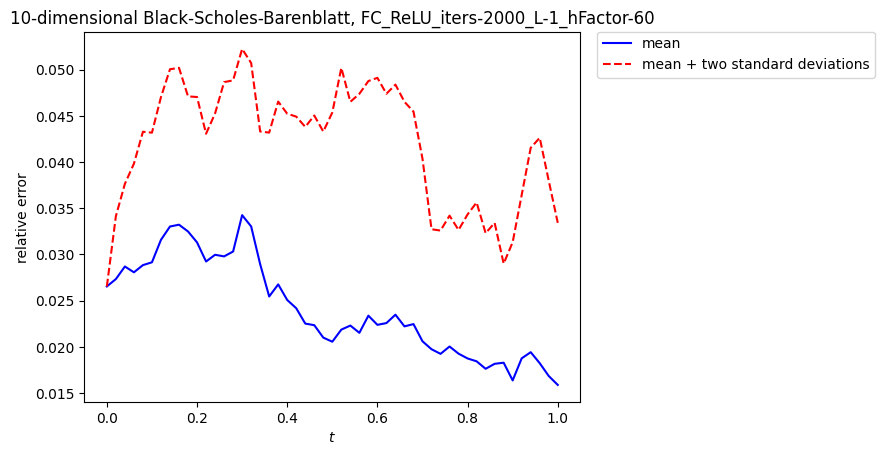 10-dimensional Black-Scholes-Barenblatt, FC_ReLU_iters-2000_L-1_hFactor-60
mean
mean + two standard deviations
relative error
0.050
0.045
0.040
0.035
0.030
0.025
0.020
0.015
0.0 0.2 0.4 0.6 0.8 1.0
t